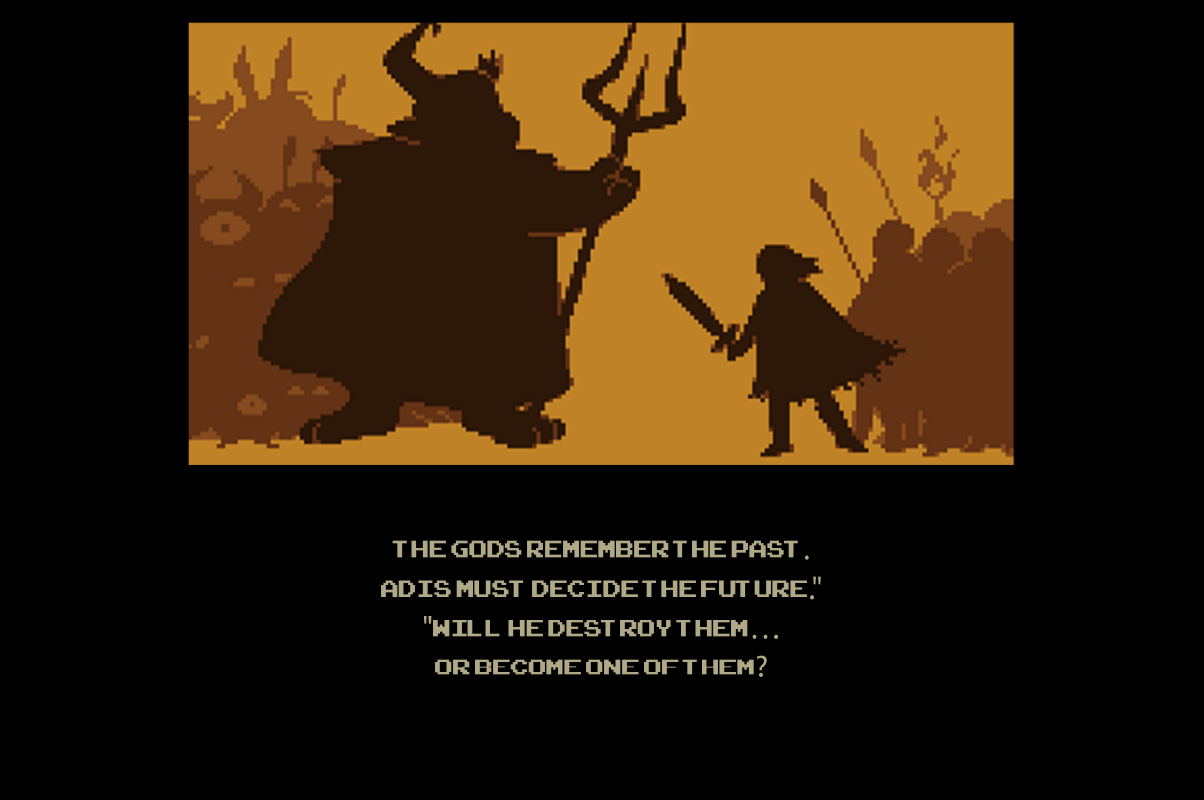 THE GODS REMEMBER THE PAST.
ADIS MUST DECIDE THE FUTURE."
"WILL HE DESTROY THEM...
OR BECOME ONE OF THEM?